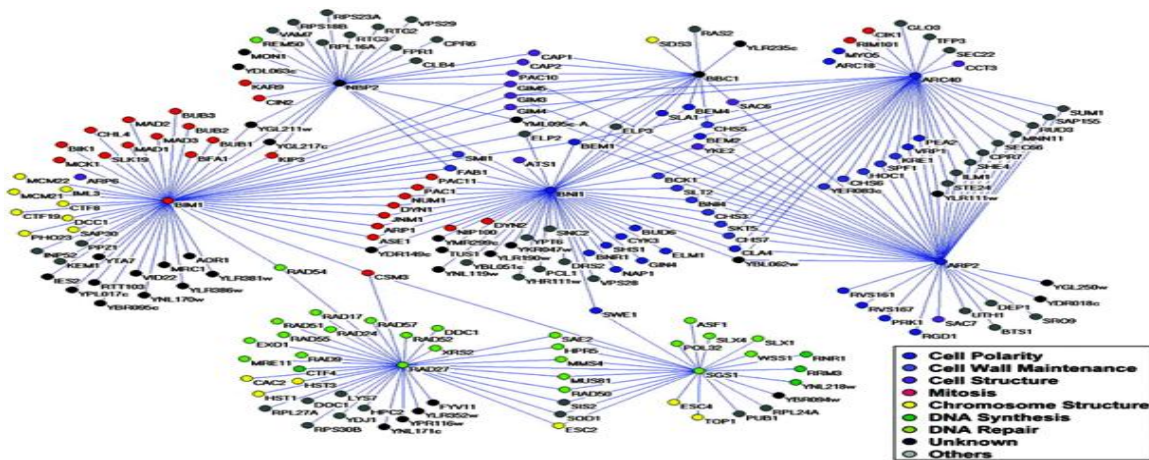 RPS23A
RPS18B
VPS29
VAM7
RTG2
RTG3
REM50
RPL16A
CPR6
MON1
FPR1
YDL063c
CLB4
KAR9
NBP2
CIN2
CAP1
CAP2
PAC10
GIM5
GIM3
GIM4
YML095c-A
ELP2
ELP3
BEM1
ATS1
SMI1
FAB1
SDS3
RAS2
YLR235c
BBC1
SAC6
BEM4
SLA1
CHS5
BEM2
YKE2
GLO3
CIK1
TFP3
RIM101
MYO5
SEC22
ARC18
CCT3
ARC40
SUM1
SAP155
RUD3
MNN11
SEC66
CPR7
SHE4
ILM1
STE24
YLR111w
PEA2
VRP1
KRE1
SPF1
HOC1
CHS6
YER083c
BUB3
MAD2
CHL4
BUB2
MAD3
BIK1
MAD1
BUB1
YGL211w
YGL217c
MCK1
SLK19
BFA1
KIP3
MCM22
ARP6
IML3
MCM21
CTF8
CTF19
DCC1
PHO23
SAP30
BIM1
PAC11
PAC1
NUM1
DYN1
JNM1
ARP1
ASE1
YDR149c
NIP100
DYN2
YMR299c
TUS1
YNL119w
BNI1
SNC2
YPT6
YKR047w
YLR190w
YBL051c
DRS2
PCL1
YHR111w
VPS28
BUD6
CYK3
SHS1
BNR1
ELM1
GIN4
NAP1
BCK1
SLT2
BNI4
CHS3
SKT5
CHS7
CLA4
YBL062w
PPZ1
INP52
YTA7
AOR1
KEM1
MRC1
VID22
YLR381w
RTT103
IES2
YLR386w
YPL017c
YNL170w
YBR095c
RAD54
CSM3
SWE1
ARP2
RVS161
RVS167
PRK1
RGD1
SAC7
UTH1
DEP1
BTS1
SRO9
YDR018c
YGL250w
RAD17
RAD51
RAD57
RAD55
RAD24
DDC1
EXO1
RAD52
XRS2
RAD9
MRE11
CTF4
RAD27
CAC2
HST3
HST1
LYS7
DOC1
RPL27A
HPC2
YDJ1
RPS30B
FYV11
YLR352w
YPR116w
YNL171c
SAE2
HPR5
MMS4
MUS81
RAD50
SIS2
SOD1
ESC2
ASF1
SLX4
SLX1
POL32
WSS1
RNR1
RRM3
YNL218w
SGS1
YBR094w
ESC4
RPL24A
TOP1
PUB1
Cell Polarity
Cell Wall Maintenance
Cell Structure
Mitosis
Chromosome Structure
DNA Synthesis
DNA Repair
Unknown
Others